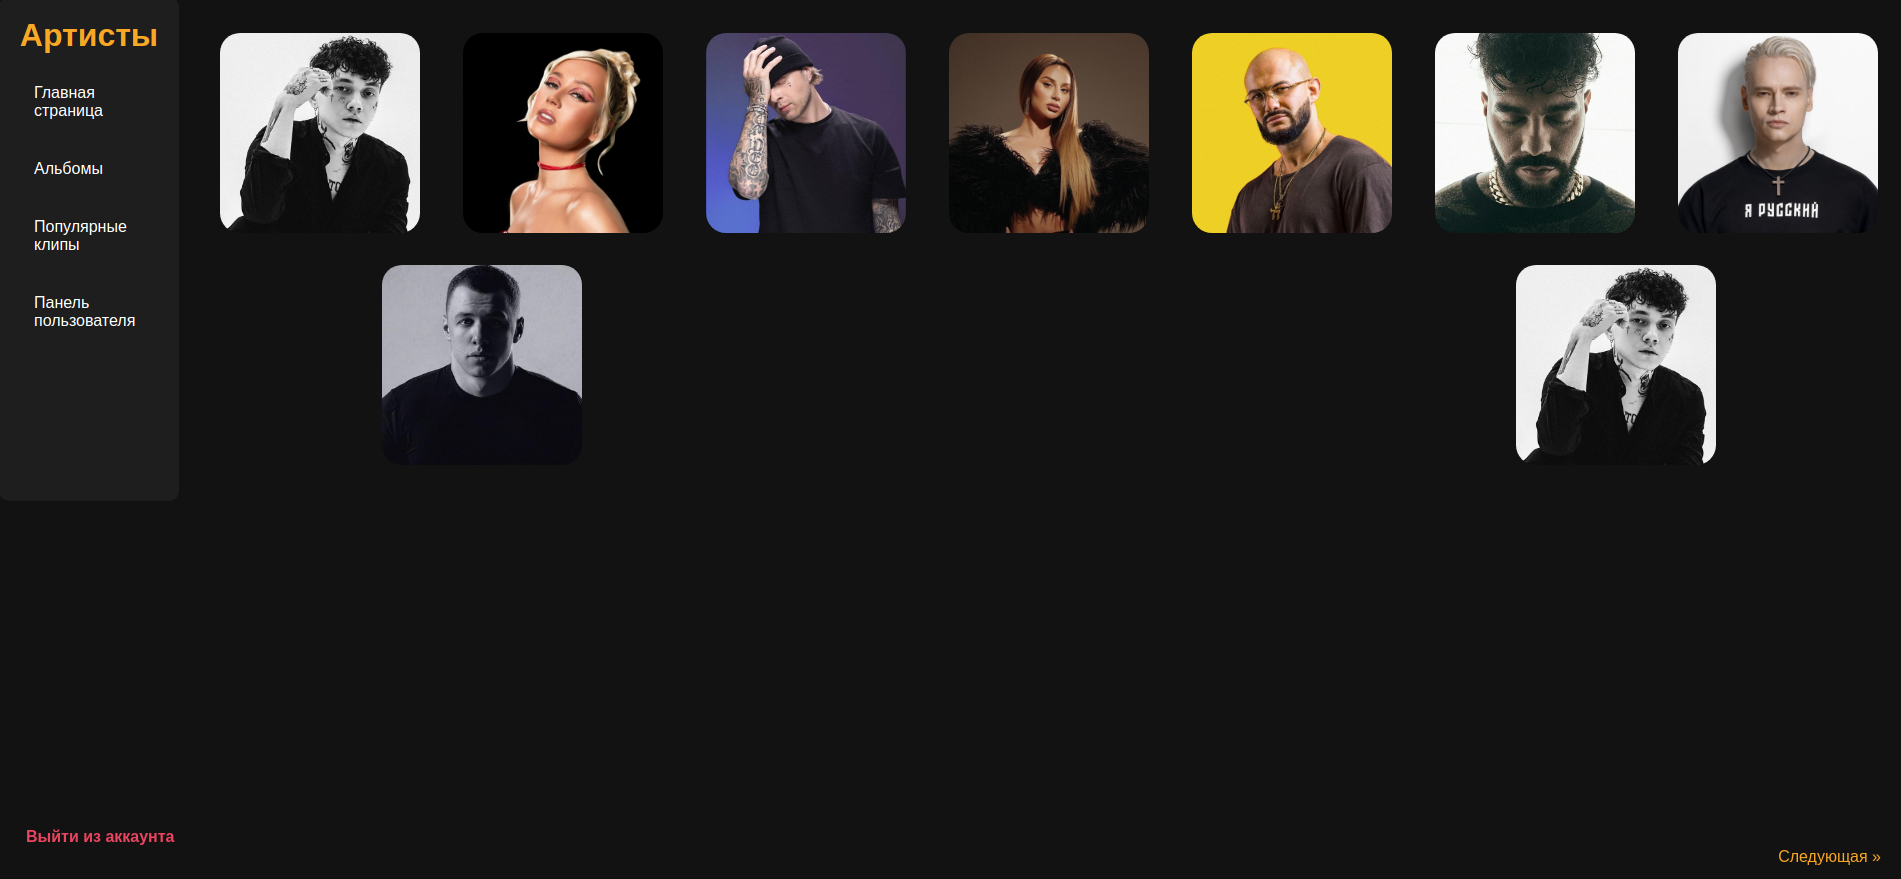 Артисты
Главная
страница
Альбомы
Популярные
клипы
Панель
пользователя
Я РУССКИЙ
Выйти из аккаунта
Следующая »